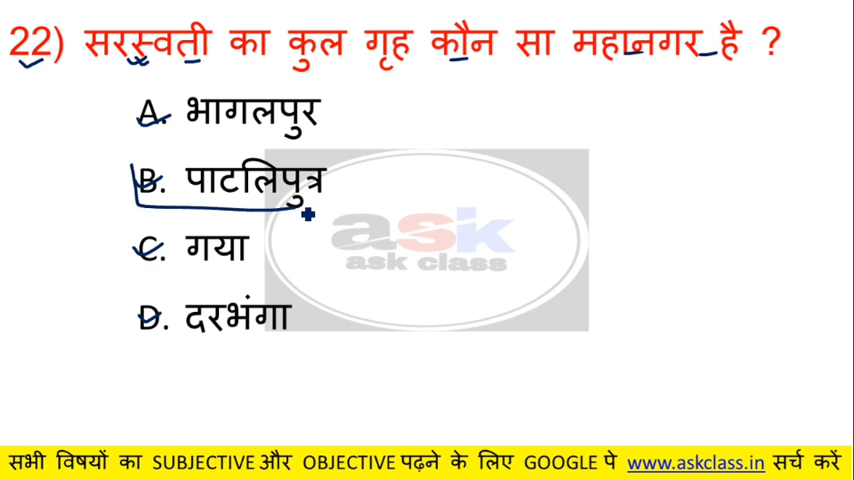 22) सरस्वती का कुल गृह कौन सा महानगर है ?
A. भागलपुर
B. पाटलिपुत्र
C. गया
D. दरभंगा
ask
ask class
सभी विषयों का SUBJECTIVE और OBJECTIVE पढ़ने के लिए GOOGLE पे www.askclass.in सर्च करें